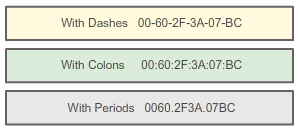 With Dashes 00-60-2F-3A-07-BC
With Colons 00:60:2F:3A:07:BC
With Periods 0060.2F3A.07BC